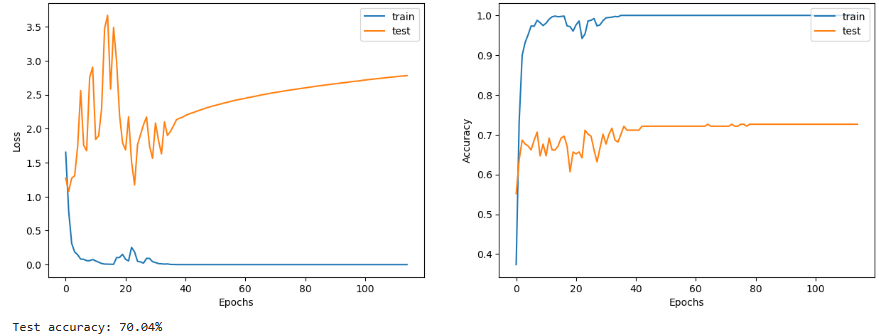 train
test
3.5
3.0
2.5
2.0
1.5
1.0
0.5
0.0
Loss
0 20 40 60 80 100
Epochs
train
test
1.0
0.9
0.8
0.7
0.6
0.5
0.4
Accuracy
0 20 40 60 80 100
Epochs
Test accuracy: 70.04%